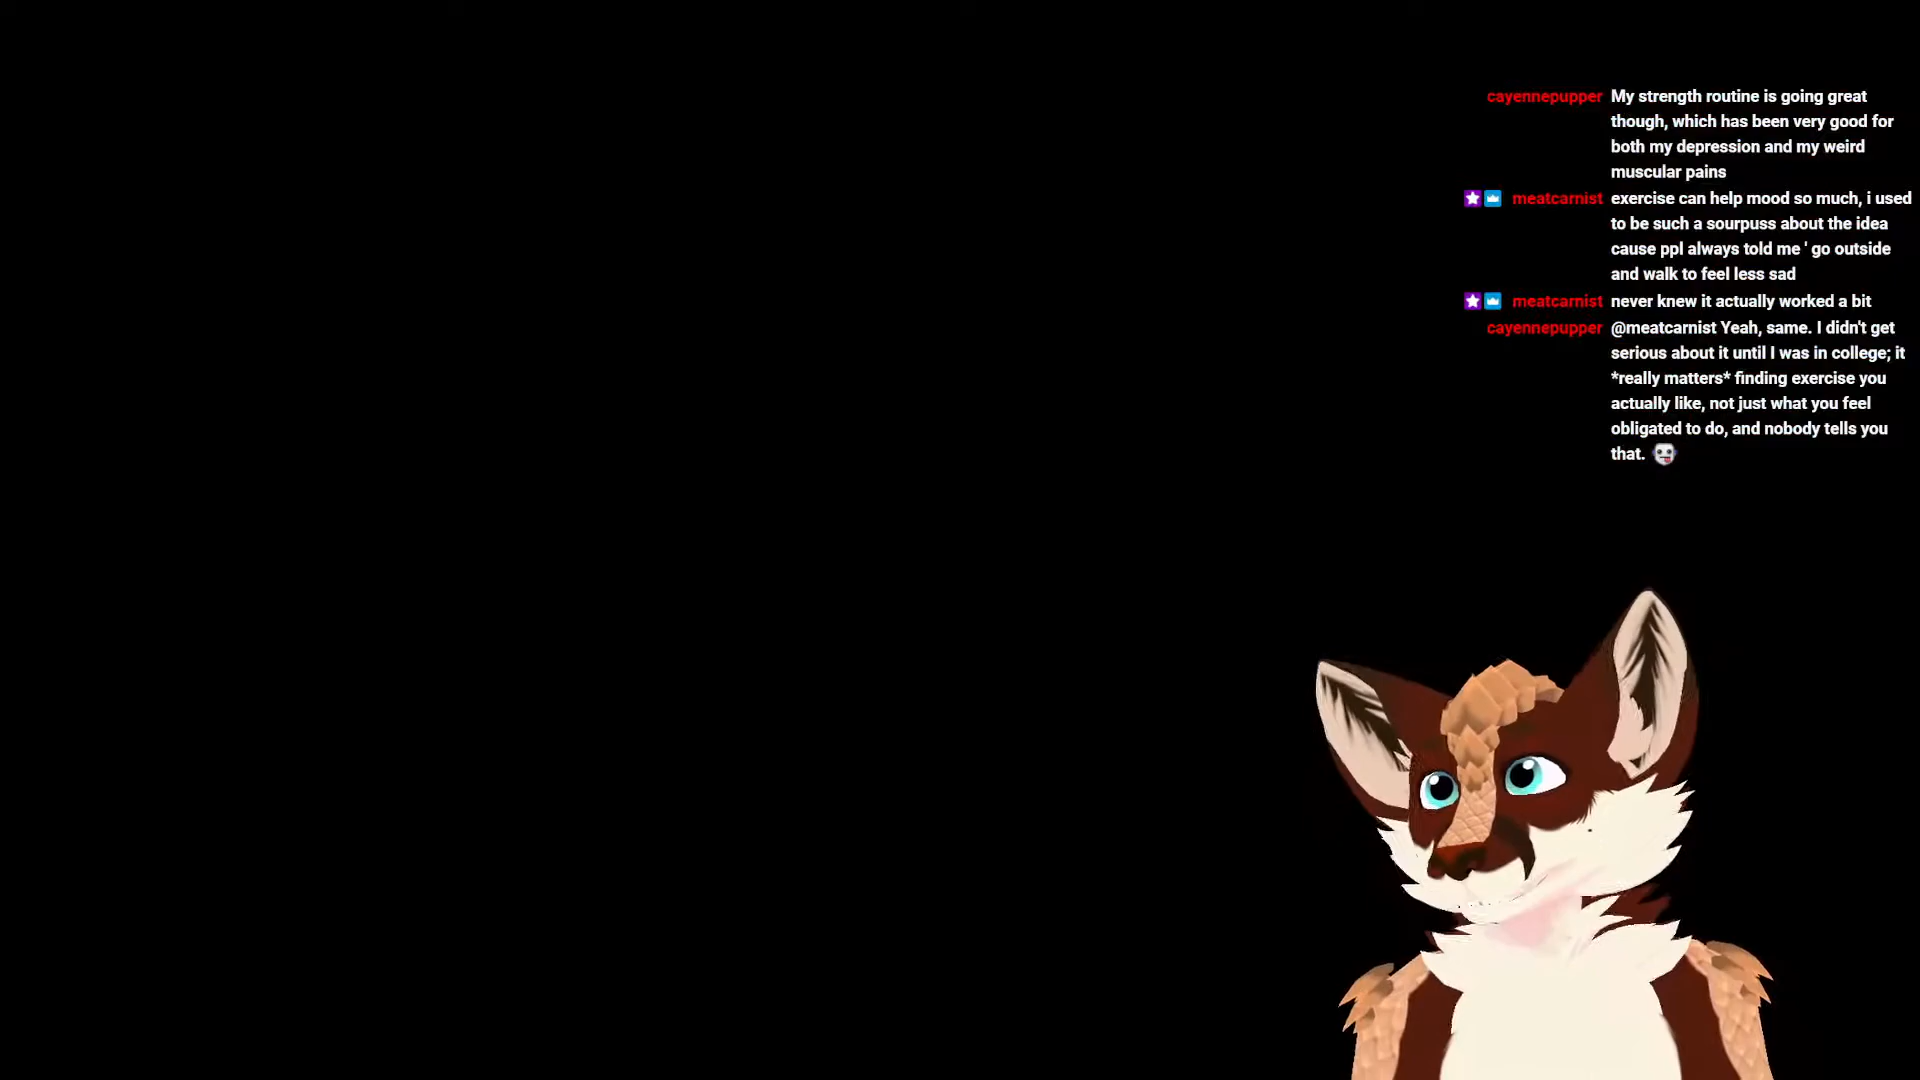 cayennepupper My strength routine is going great
though, which has been very good for
both my depression and my weird
muscular pains
meatcarnist exercise can help mood so much, i used
to be such a sourpuss about the idea
cause ppl always told me ' go outside
and walk to feel less sad
meatcarnist never knew it actually worked a bit
cayennepupper @meatcarnist Yeah, same. I didn't get
serious about it until I was in college; it
*really matters* finding exercise you
actually like, not just what you feel
obligated to do, and nobody tells you
that.